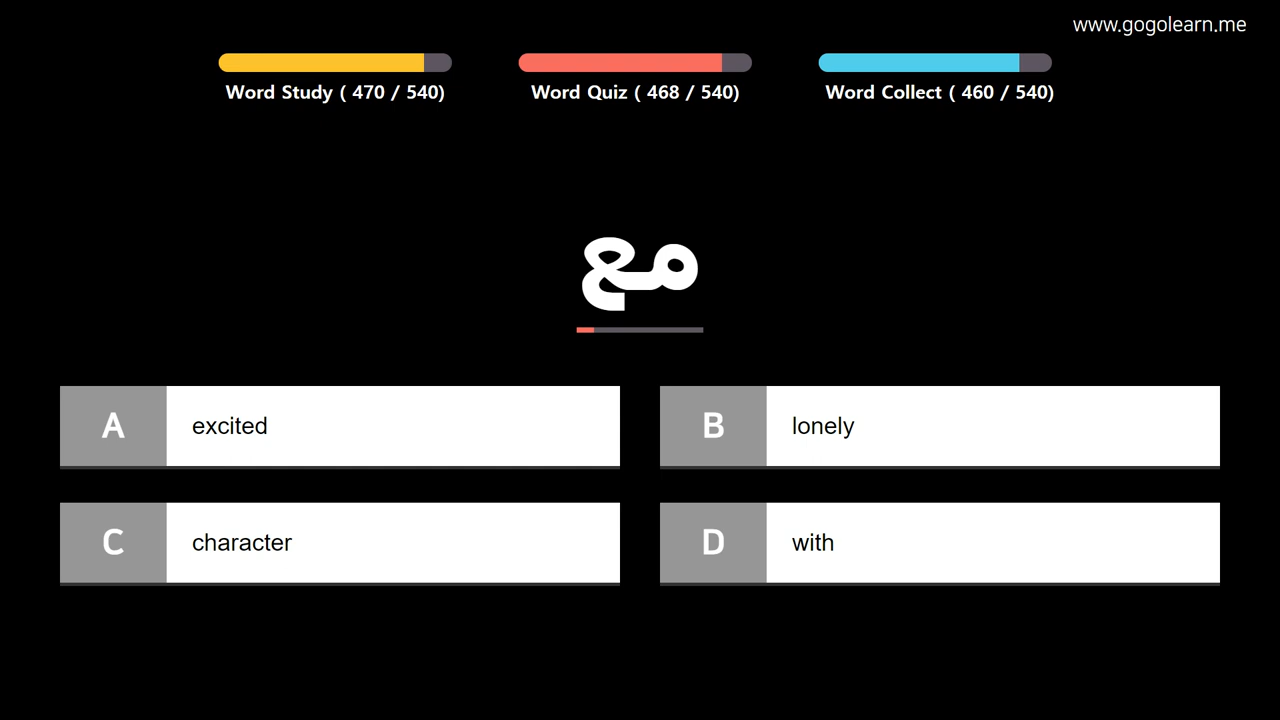 www.gogolearn.me
Word Study ( 470 / 540)
Word Quiz ( 468 / 540)
Word Collect ( 460 / 540)
مع
A excited
B lonely
C character
D with